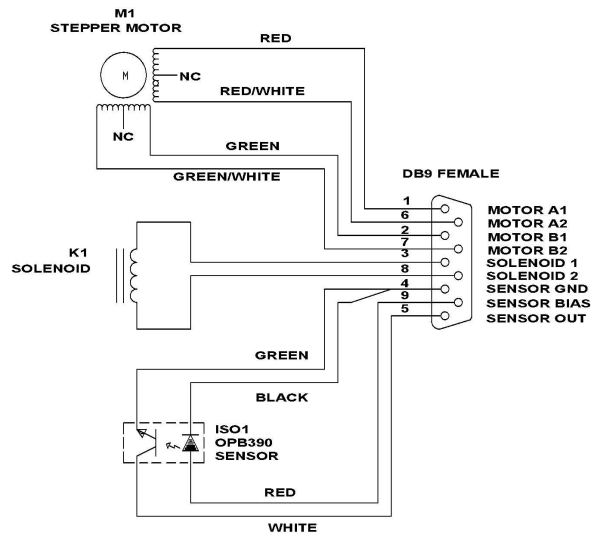 M1
STEPPER MOTOR
RED
M
NC
RED/WHITE
NC
GREEN
GREEN/WHITE
DB9 FEMALE
1
MOTOR A1
6
MOTOR A2
2
MOTOR B1
7
MOTOR B2
K1
SOLENOID
3
SOLENOID 1
8
SOLENOID 2
4
SENSOR GND
9
SENSOR BIAS
5
SENSOR OUT
GREEN
BLACK
ISO1
OPB390
SENSOR
RED
WHITE